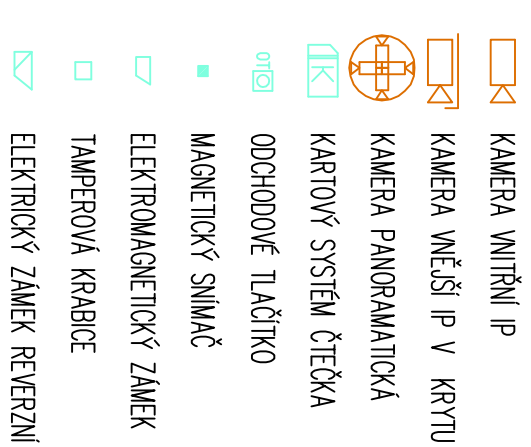 KAMERA VNITŘNÍ IP
KAMERA VNĚJŠÍ IP V KRYTU
KAMERA PANORAMATICKÁ
KARTOVÝ SYSTÉM ČTEČKA
OT ODCHODOVÉ TLAČÍTKO
MAGNETICKÝ SNÍMAČ
ELEKTROMAGNETICKÝ ZÁMEK
TAMPEROVÁ KRABICE
ELEKTRICKÝ ZÁMEK REVERZNÍ